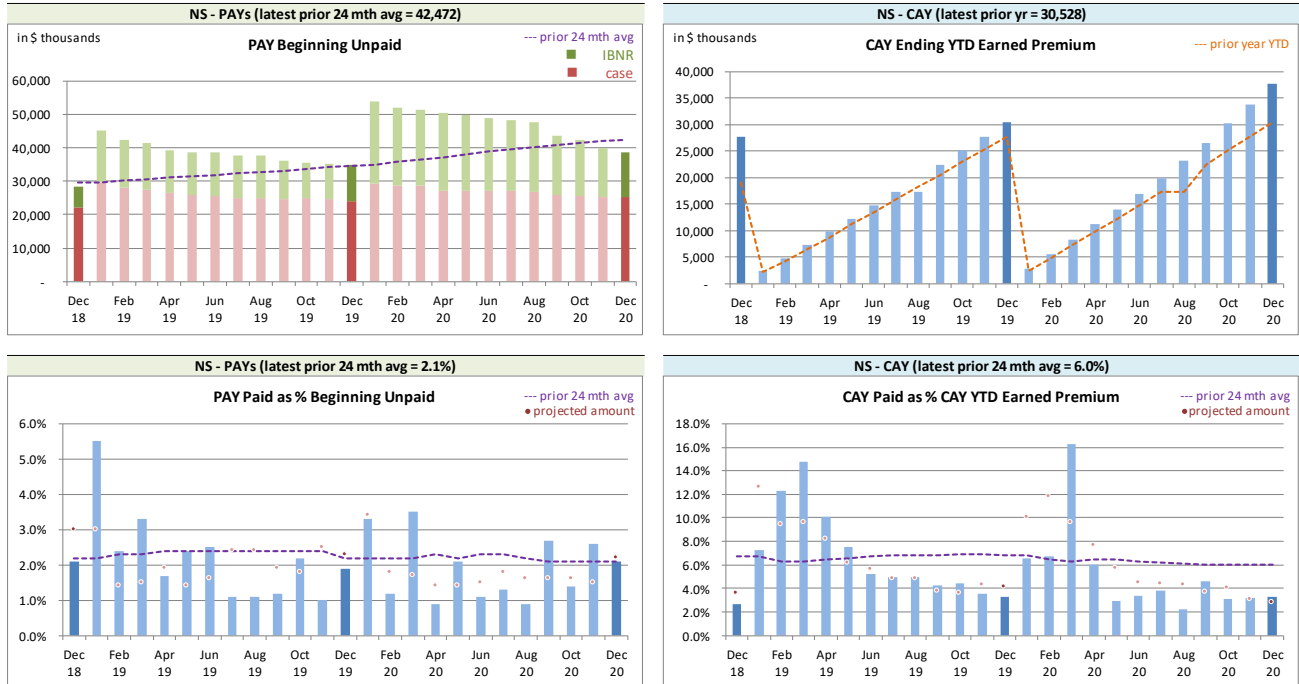 NS - PAYs (latest prior 24 mth avg = 42,472)
in $ thousands
PAY Beginning Unpaid
--- prior 24 mth avg
IBNR
case
60,000
50,000
40,000
30,000
20,000
10,000
-
Dec 18 Feb 19 Apr 19 Jun 19 Aug 19 Oct 19 Dec 19 Feb 20 Apr 20 Jun 20 Aug 20 Oct 20 Dec 20
NS - CAY (latest prior yr = 30,528)
in $ thousands
CAY Ending YTD Earned Premium
--- prior year YTD
40,000
35,000
30,000
25,000
20,000
15,000
10,000
5,000
-
Dec 18 Feb 19 Apr 19 Jun 19 Aug 19 Oct 19 Dec 19 Feb 20 Apr 20 Jun 20 Aug 20 Oct 20 Dec 20
NS - PAYs (latest prior 24 mth avg = 2.1%)
PAY Paid as % Beginning Unpaid
--- prior 24 mth avg
• projected amount
6.0%
5.0%
4.0%
3.0%
2.0%
1.0%
0.0%
Dec 18 Feb 19 Apr 19 Jun 19 Aug 19 Oct 19 Dec 19 Feb 20 Apr 20 Jun 20 Aug 20 Oct 20 Dec 20
NS - CAY (latest prior 24 mth avg = 6.0%)
CAY Paid as % CAY YTD Earned Premium
--- prior 24 mth avg
• projected amount
18.0%
16.0%
14.0%
12.0%
10.0%
8.0%
6.0%
4.0%
2.0%
0.0%
Dec 18 Feb 19 Apr 19 Jun 19 Aug 19 Oct 19 Dec 19 Feb 20 Apr 20 Jun 20 Aug 20 Oct 20 Dec 20